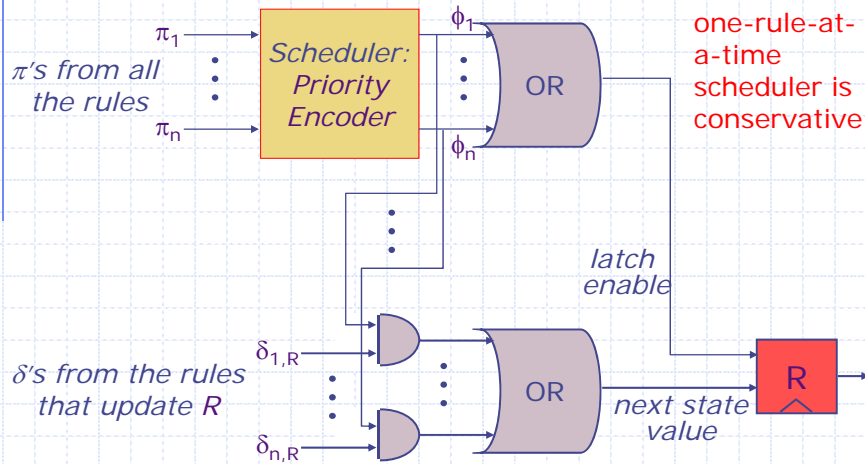 π1
π's from all
the rules
πn
Scheduler:
Priority
Encoder
ϕ1
ϕn
OR
one-rule-at-
a-time
scheduler is
conservative
latch
enable
δ1,R
δ's from the rules
that update R
δn,R
OR
next state
value
R